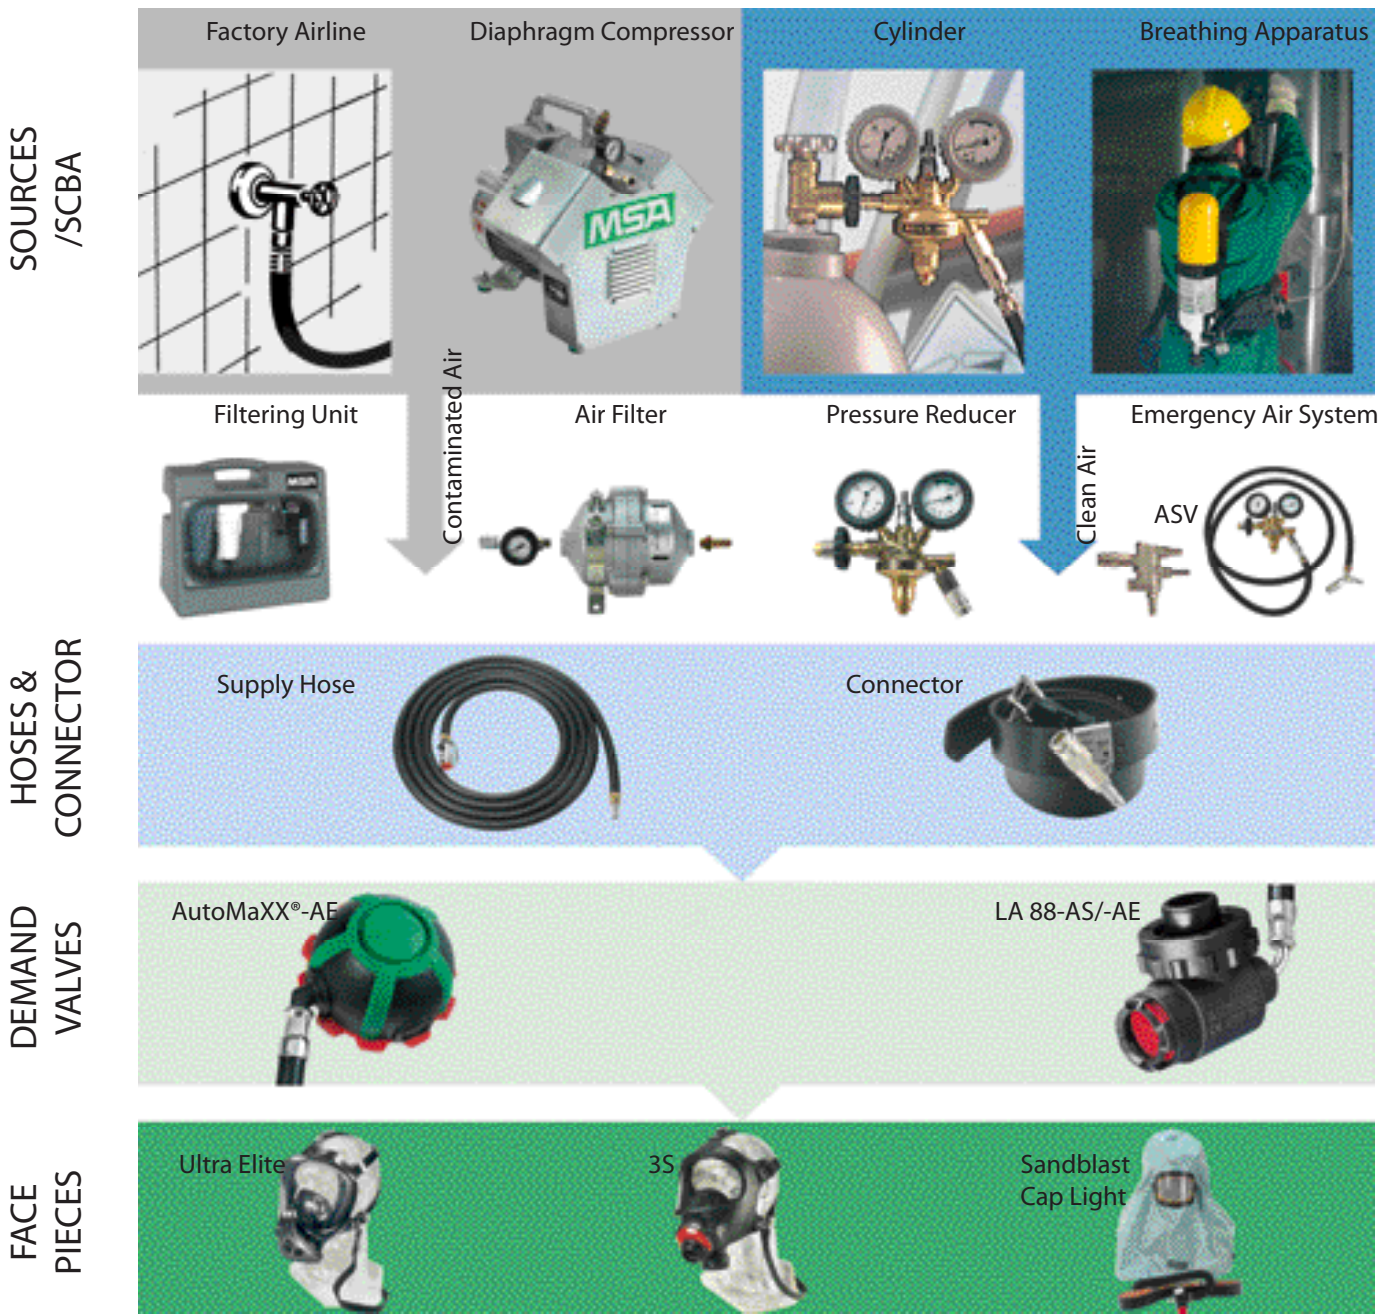 SOURCES
/SCBA
Factory Airline
Diaphragm Compressor
Cylinder
Breathing Apparatus
MSA
Contaminated Air
Clean Air
Filtering Unit
Air Filter
Pressure Reducer
Emergency Air System
MSA
ASV
HOSES &
CONNECTOR
Supply Hose
Connector
DEMAND
VALVES
AutoMaXX®-AE
LA 88-AS/-AE
FACE
PIECES
Ultra Elite
3S
Sandblast
Cap Light